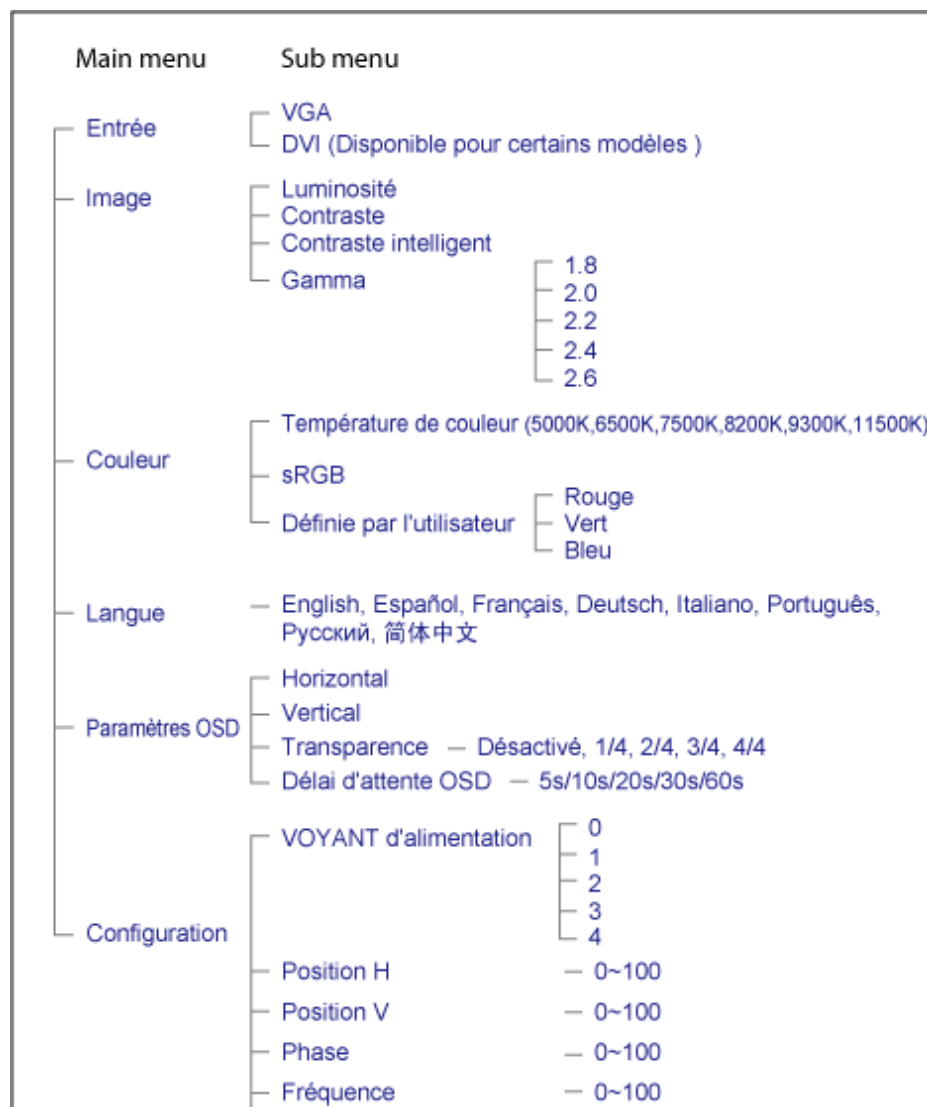 Main menu Sub menu
Entrée
VGA
DVI (Disponible pour certains modèles )
Image
Luminosité
Contraste
Contraste intelligent
Gamma
1.8
2.0
2.2
2.4
2.6
Couleur
Température de couleur (5000K,6500K,7500K,8200K,9300K,11500K)
sRGB
Définie par l'utilisateur
Rouge
Vert
Bleu
Langue
English, Español, Français, Deutsch, Italiano, Português,
Русский, 简体中文
Paramètres OSD
Horizontal
Vertical
Transparence — Désactivé, 1/4, 2/4, 3/4, 4/4
Délai d'attente OSD — 5s/10s/20s/30s/60s
Configuration
VOYANT d'alimentation
0
1
2
3
4
Position H — 0~100
Position V — 0~100
Phase — 0~100
Fréquence — 0~100